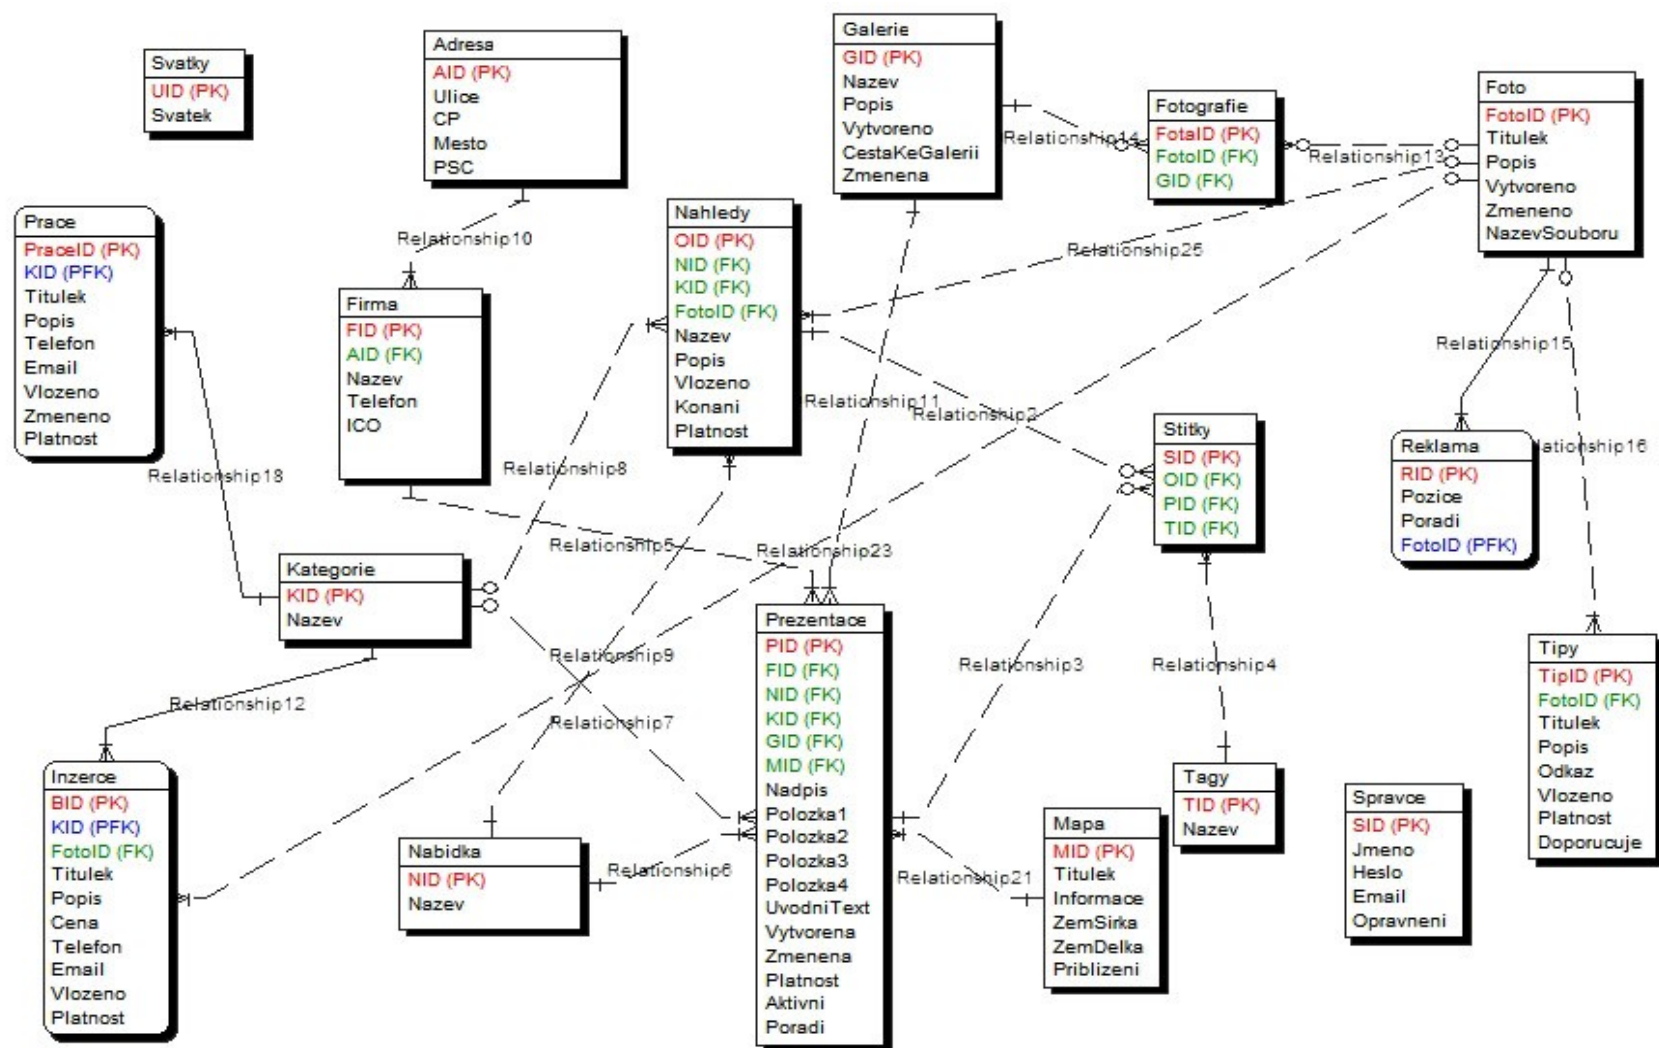 Svatky
UID (PK)
Svatek
Adresa
AID (PK)
Ulice
CP
Mesto
PSC
Galerie
GID (PK)
Nazev
Popis
Vytvoreno
CestaKeGalerii
Zmenena
Fotografie
FotaID (PK)
FotoID (FK)
GID (FK)
Foto
FotoID (PK)
Titulek
Popis
Vytvoreno
Zmeneno
NazevSouboru
Relationship14
Relationship13
Prace
PraceID (PK)
KID (PFK)
Titulek
Popis
Telefon
Email
Vlozeno
Zmeneno
Platnost
Relationship10
Firma
FID (PK)
AID (FK)
Nazev
Telefon
ICO
Nahledy
OID (PK)
NID (FK)
KID (FK)
FotoID (FK)
Nazev
Popis
Vlozeno
Konani
Platnost
Relationship25
Relationship15
Relationship11
Relationship2
Stitky
SID (PK)
OID (FK)
PID (FK)
TID (FK)
Reklama
RID (PK)
Pozice
Poradi
FotoID (PFK)
elationship16
Relationship18
Relationship8
Relationship5
Relationship23
Kategorie
KID (PK)
Nazev
Relationship9
Relationship7
Relationship3
Relationship4
Relationship12
Prezentace
PID (PK)
FID (FK)
NID (FK)
KID (FK)
GID (FK)
MID (FK)
Nadpis
Polozka1
Polozka2
Polozka3
Polozka4
UvodniText
Vytvorena
Zmenena
Platnost
Aktivni
Poradi
Tipy
TipID (PK)
FotoID (FK)
Titulek
Popis
Odkaz
Vlozeno
Platnost
Doporucuje
Inzerce
BID (PK)
KID (PFK)
FotoID (FK)
Titulek
Popis
Cena
Telefon
Email
Vlozeno
Platnost
Nabidka
NID (PK)
Nazev
Relationship6
Relationship21
Mapa
MID (PK)
Titulek
Informace
ZemSirka
ZemDelka
Priblizeni
Tagy
TID (PK)
Nazev
Spravce
SID (PK)
Jmeno
Heslo
Email
Opravneni